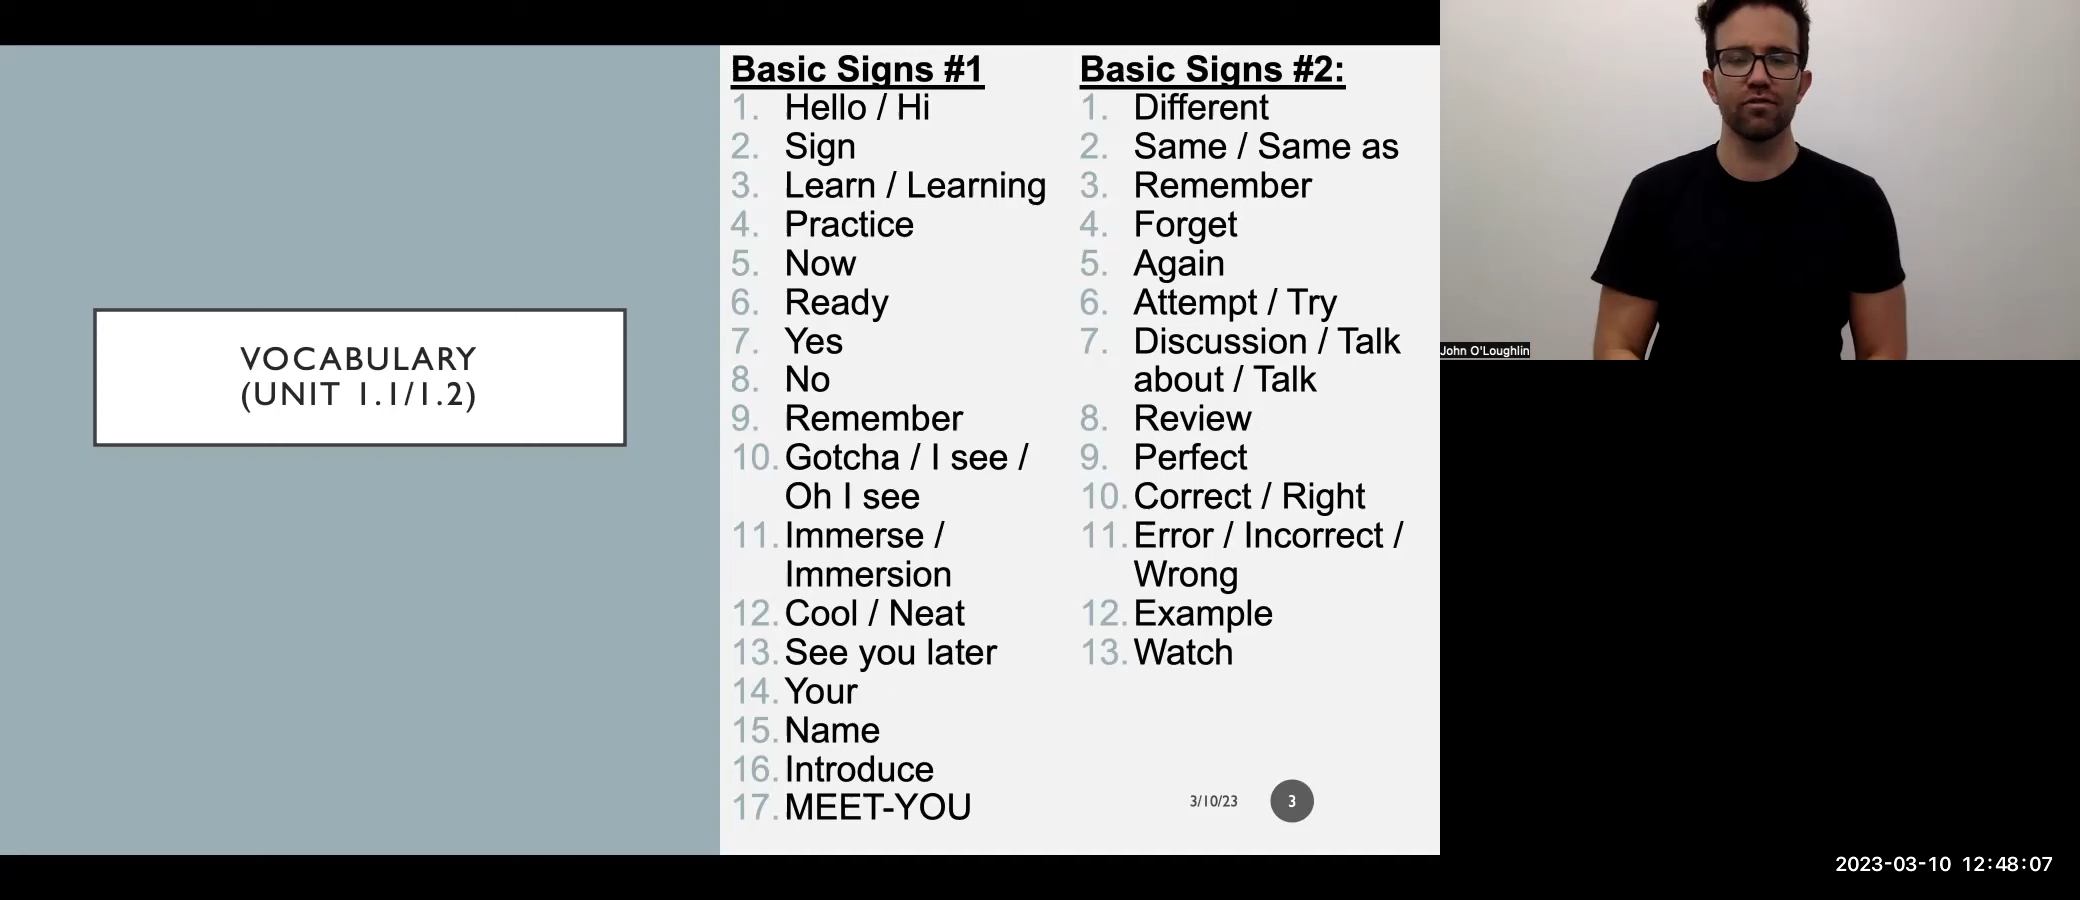 VOCABULARY
(UNIT 1.1/1.2)
Basic Signs #1
1. Hello / Hi
2. Sign
3. Learn / Learning
4. Practice
5. Now
6. Ready
7. Yes
8. No
9. Remember
10. Gotcha / I see /
Oh I see
11. Immerse /
Immersion
12. Cool / Neat
13. See you later
14. Your
15. Name
16. Introduce
17. MEET-YOU
Basic Signs #2:
1. Different
2. Same / Same as
3. Remember
4. Forget
5. Again
6. Attempt / Try
7. Discussion / Talk
about / Talk
8. Review
9. Perfect
10. Correct / Right
11. Error / Incorrect /
Wrong
12. Example
13. Watch
3/10/23
3
John O'Loughlin
2023-03-10 12:48:07